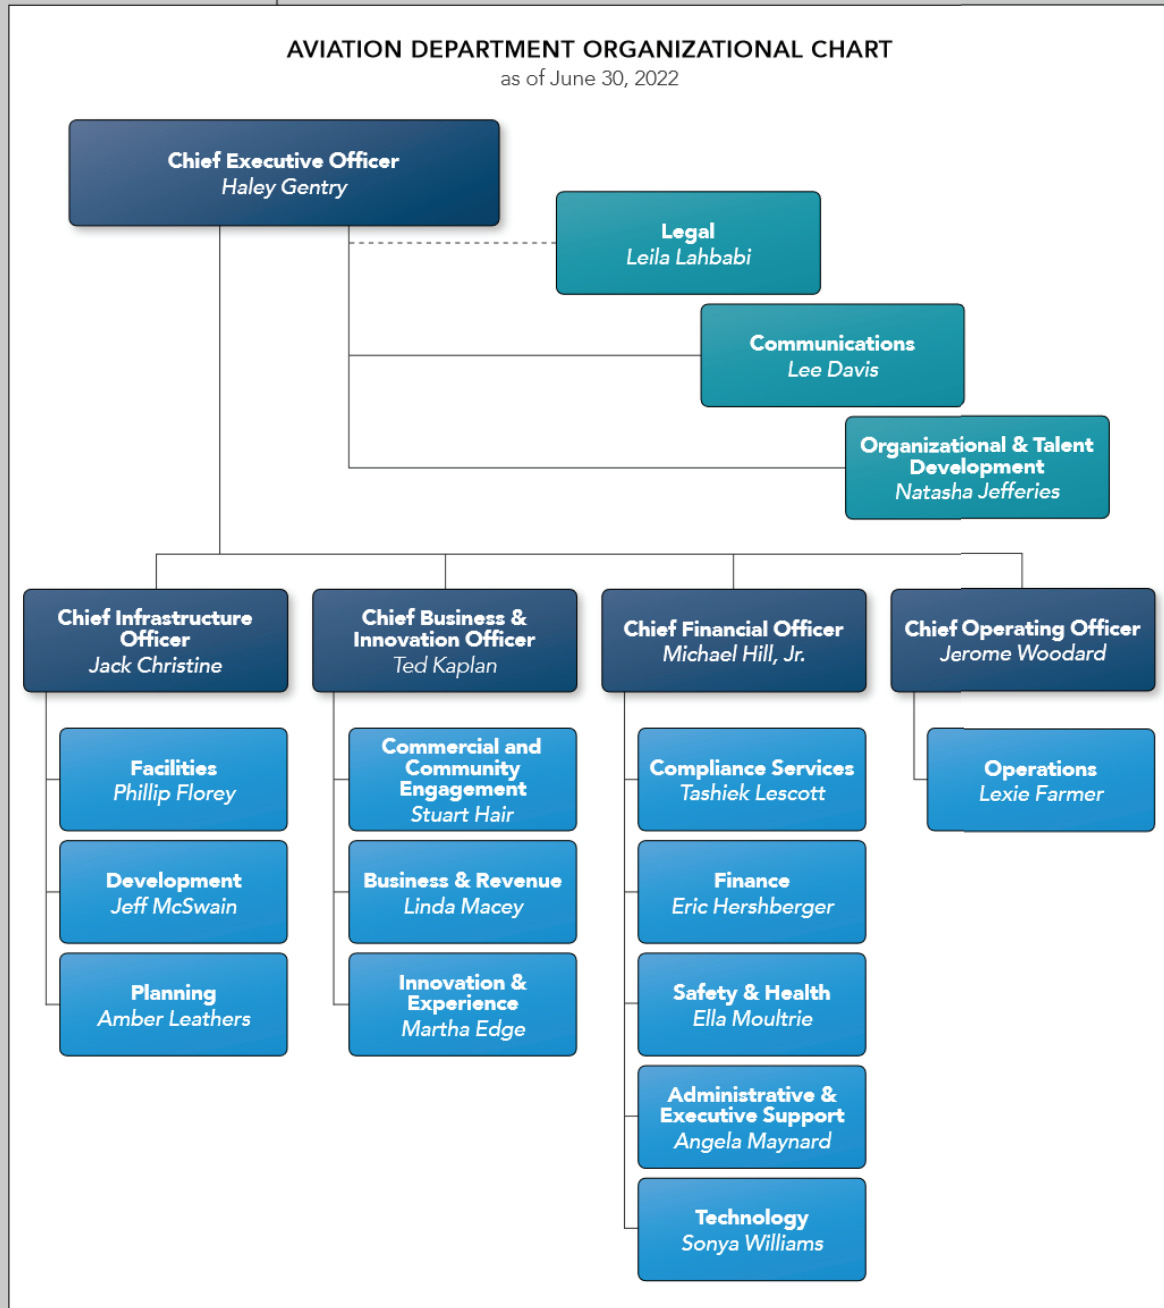 AVIATION DEPARTMENT ORGANIZATIONAL CHART
as of June 30, 2022
Chief Executive Officer
Haley Gentry
Legal
Leila Lahbabi
Communications
Lee Davis
Organizational & Talent
Development
Natasha Jefferies
Chief Infrastructure
Officer
Jack Christine
Chief Business &
Innovation Officer
Ted Kaplan
Chief Financial Officer
Michael Hill, Jr.
Chief Operating Officer
Jerome Woodard
Facilities
Phillip Florey
Development
Jeff McSwain
Planning
Amber Leathers
Commercial and
Community
Engagement
Stuart Hair
Business & Revenue
Linda Macey
Innovation &
Experience
Martha Edge
Compliance Services
Tashiek Lescott
Finance
Eric Hershberger
Safety & Health
Ella Moultrie
Administrative &
Executive Support
Angela Maynard
Technology
Sonya Williams
Operations
Lexie Farmer